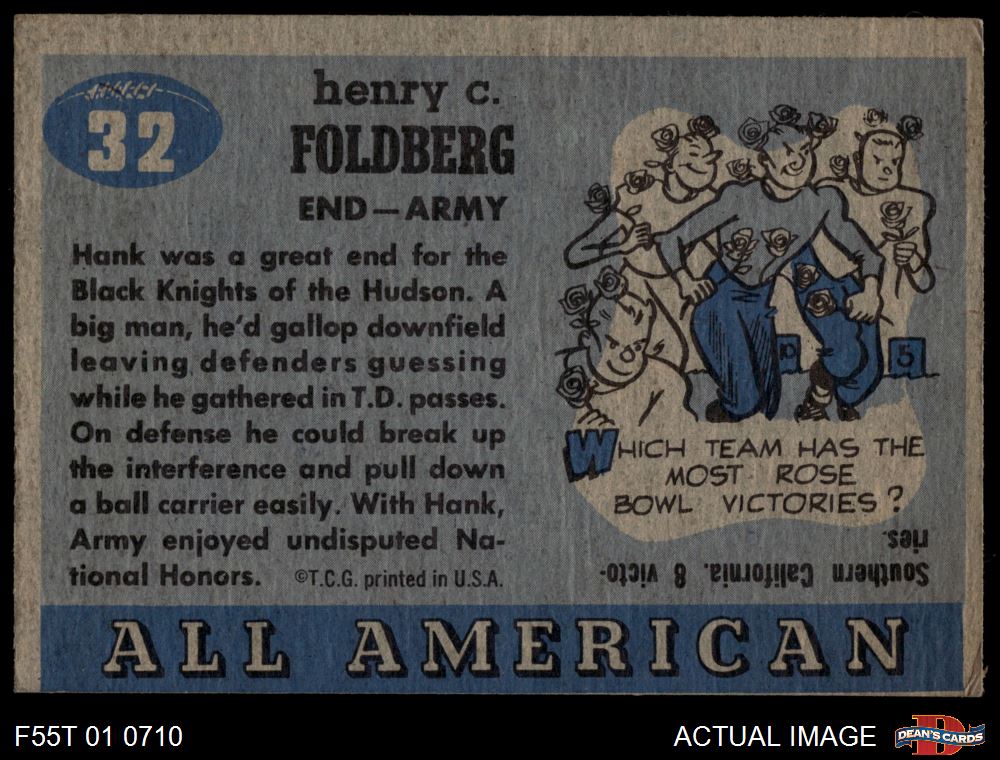 32
henry c.
FOLDBERG
END—ARMY
Hank was a great end for the
Black Knights of the Hudson. A
big man, he'd gallop downfield
leaving defenders guessing
while he gathered in T.D. passes.
On defense he could break up
the interference and pull down
a ball carrier easily. With Hank,
Army enjoyed undisputed Na-
tional Honors. ©T.C.G. printed in U.S.A.
5
WHICH TEAM HAS THE
MOST ROSE
BOWL VICTORIES?
Southern California. 8 victo-
ries.
ALL AMERICAN
F55T 01 0710
ACTUAL IMAGE
DEAN'S CARDS